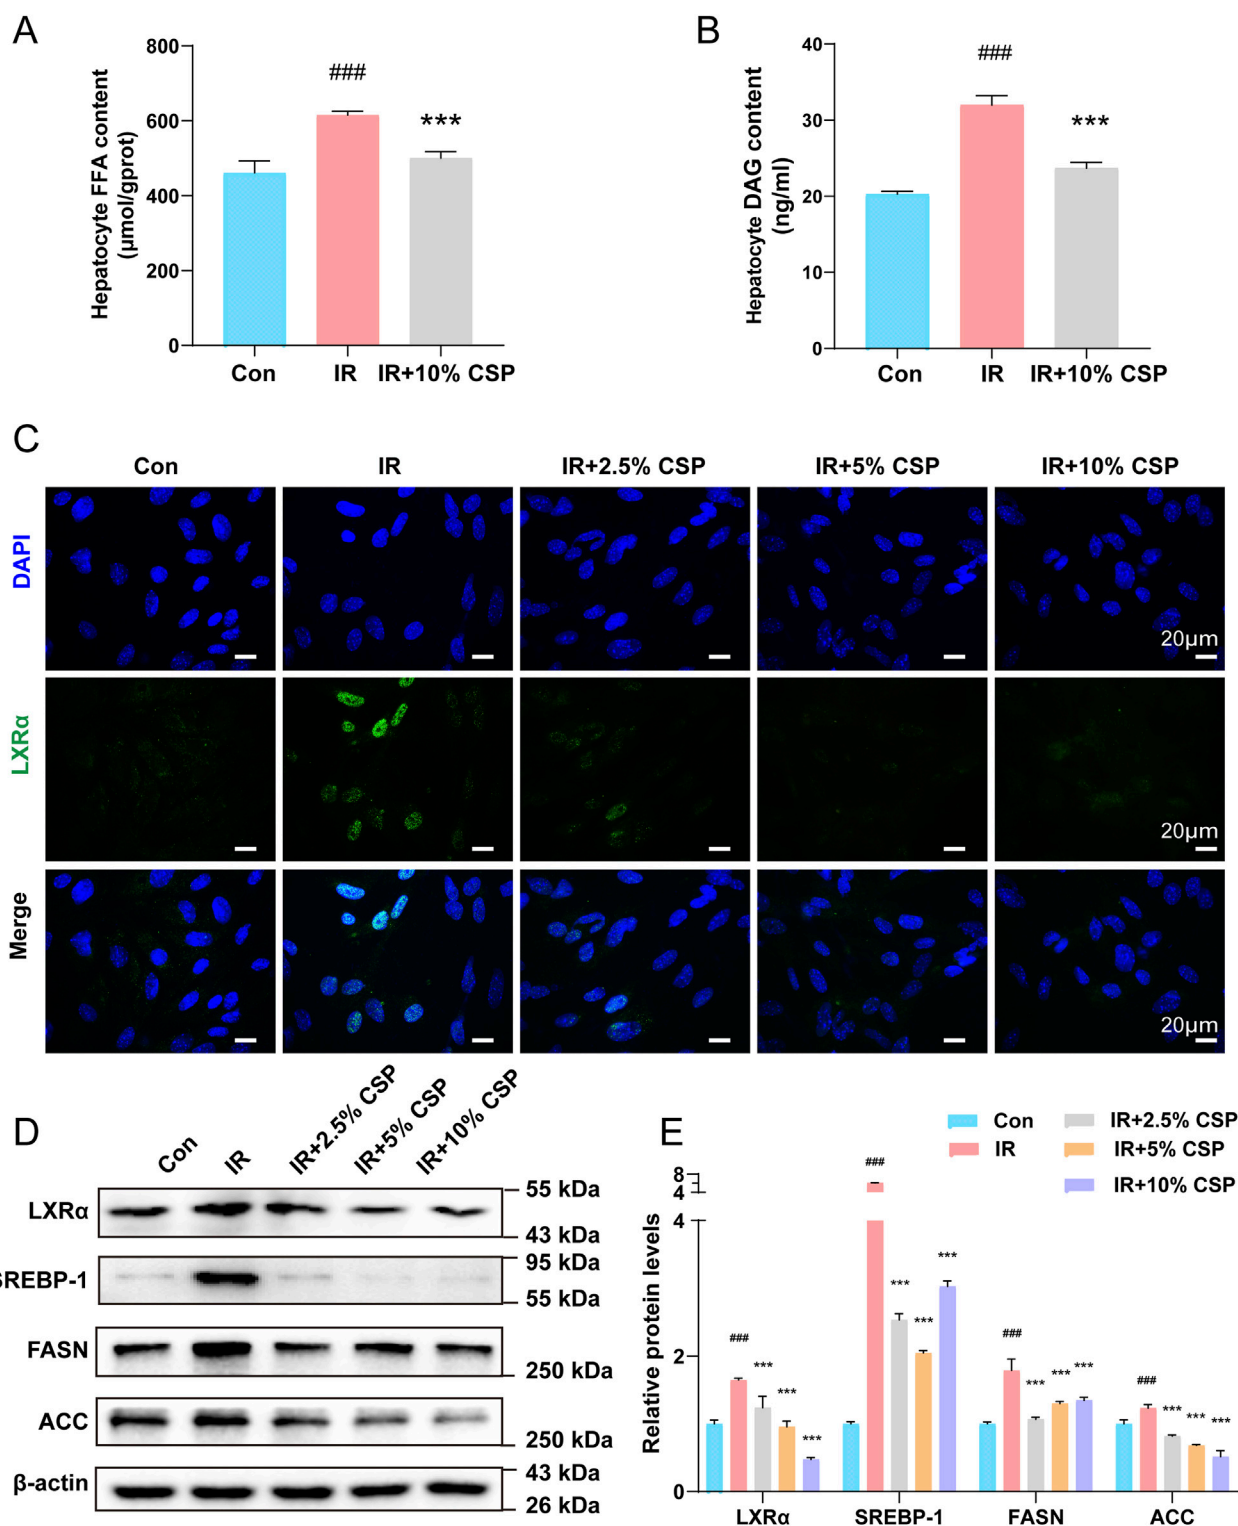 A
Hepatocyte FFA content
(μmol/gprot)
800
600
400
200
0
###
***
Con IR IR+10% CSP
B
Hepatocyte DAG content
(ng/ml)
40
30
20
10
0
###
***
Con IR IR+10% CSP
C
Con IR IR+2.5% CSP IR+5% CSP IR+10% CSP
DAPI
20μm
LXRα
20μm
Merge
20μm
D
Con IR IR+2.5% CSP IR+5% CSP IR+10% CSP
LXRα
55 kDa
43 kDa
SREBP-1
95 kDa
55 kDa
FASN
250 kDa
ACC
250 kDa
β-actin
43 kDa
26 kDa
E
Con
IR
IR+2.5% CSP
IR+5% CSP
IR+10% CSP
Relative protein levels
8
4
4
2
0
### *** *** ***
### *** *** ***
### *** *** ***
### *** *** ***
LXRα SREBP-1 FASN ACC